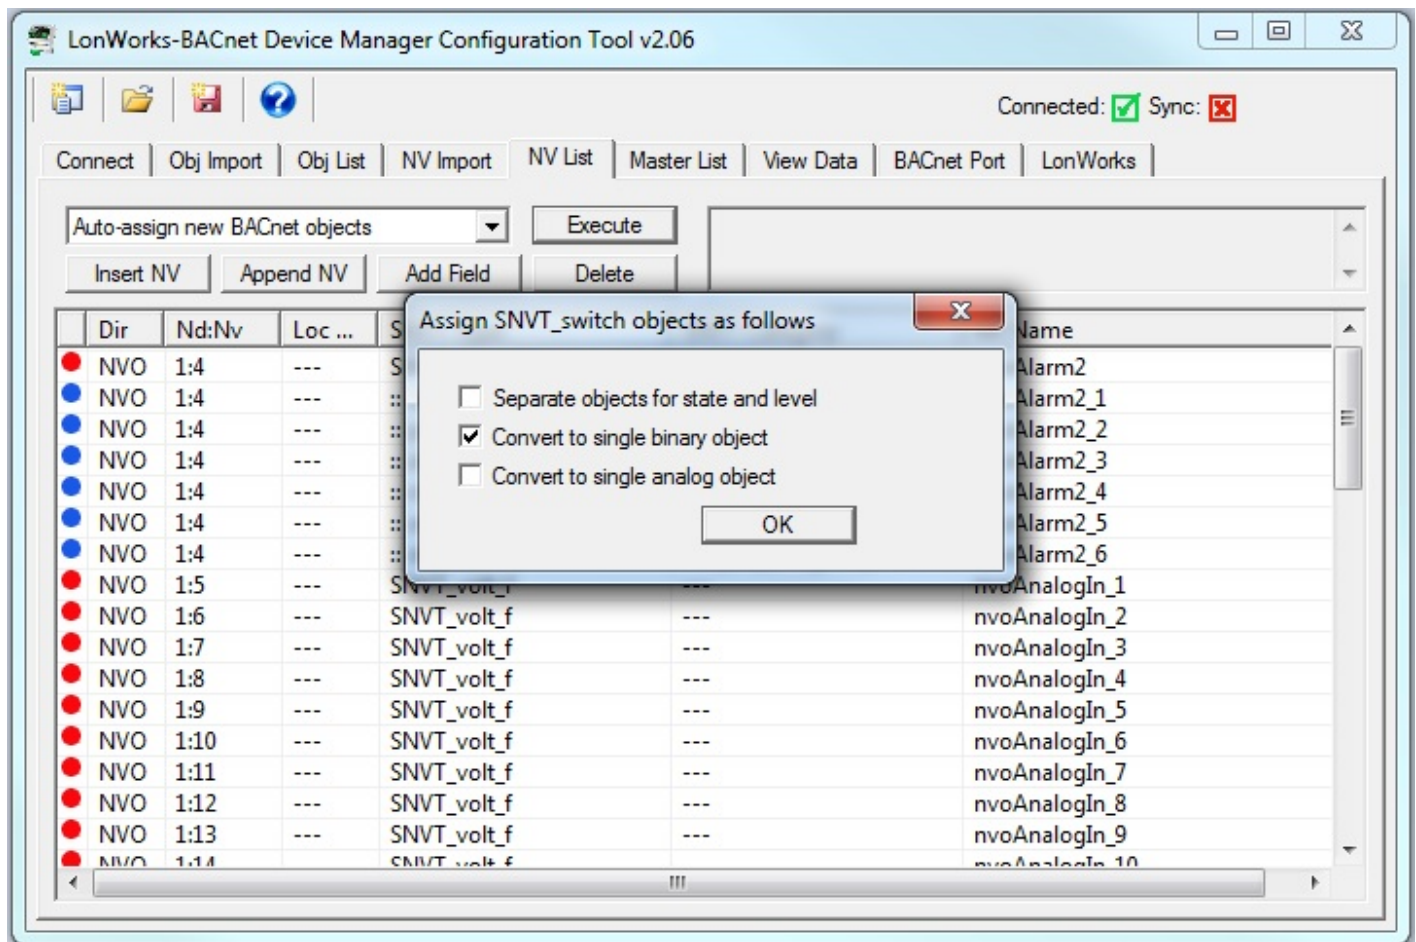 LonWorks-BACnet Device Manager Configuration Tool v2.06
Connected: Sync:
Connect Obj Import Obj List NV Import NV List Master List View Data BACnet Port LonWorks
Auto-assign new BACnet objects Execute
Insert NV Append NV Add Field Delete
Assign SNVT_switch objects as follows
Separate objects for state and level
Convert to single binary object
Convert to single analog object
OK
Dir Nd:Nv Loc ... S Name
NVO 1:4 --- S Alarm2
NVO 1:4 --- :: Alarm2_1
NVO 1:4 --- :: Alarm2_2
NVO 1:4 --- :: Alarm2_3
NVO 1:4 --- :: Alarm2_4
NVO 1:4 --- :: Alarm2_5
NVO 1:4 --- :: Alarm2_6
NVO 1:5 --- SNVT_volt_f --- nvoAnalogIn_1
NVO 1:6 --- SNVT_volt_f --- nvoAnalogIn_2
NVO 1:7 --- SNVT_volt_f --- nvoAnalogIn_3
NVO 1:8 --- SNVT_volt_f --- nvoAnalogIn_4
NVO 1:9 --- SNVT_volt_f --- nvoAnalogIn_5
NVO 1:10 --- SNVT_volt_f --- nvoAnalogIn_6
NVO 1:11 --- SNVT_volt_f --- nvoAnalogIn_7
NVO 1:12 --- SNVT_volt_f --- nvoAnalogIn_8
NVO 1:13 --- SNVT_volt_f --- nvoAnalogIn_9
NVO 1:14 SNVT_volt_f nvoAnalogIn_10